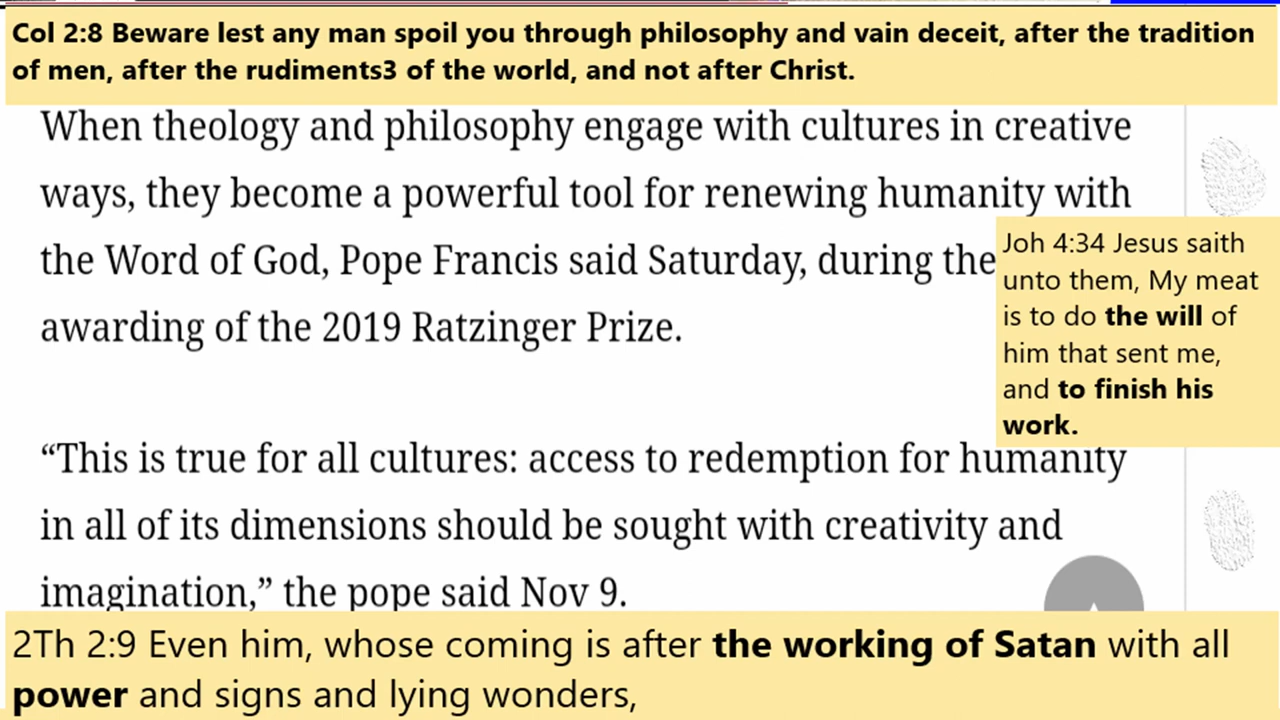 Col 2:8 Beware lest any man spoil you through philosophy and vain deceit, after the tradition
of men, after the rudiments3 of the world, and not after Christ.
When theology and philosophy engage with cultures in creative
ways, they become a powerful tool for renewing humanity with
the Word of God, Pope Francis said Saturday, during the
awarding of the 2019 Ratzinger Prize.
Joh 4:34 Jesus saith
unto them, My meat
is to do the will of
him that sent me,
and to finish his
work.
“This is true for all cultures: access to redemption for humanity
in all of its dimensions should be sought with creativity and
imagination,” the pope said Nov 9.
2Th 2:9 Even him, whose coming is after the working of Satan with all
power and signs and lying wonders,